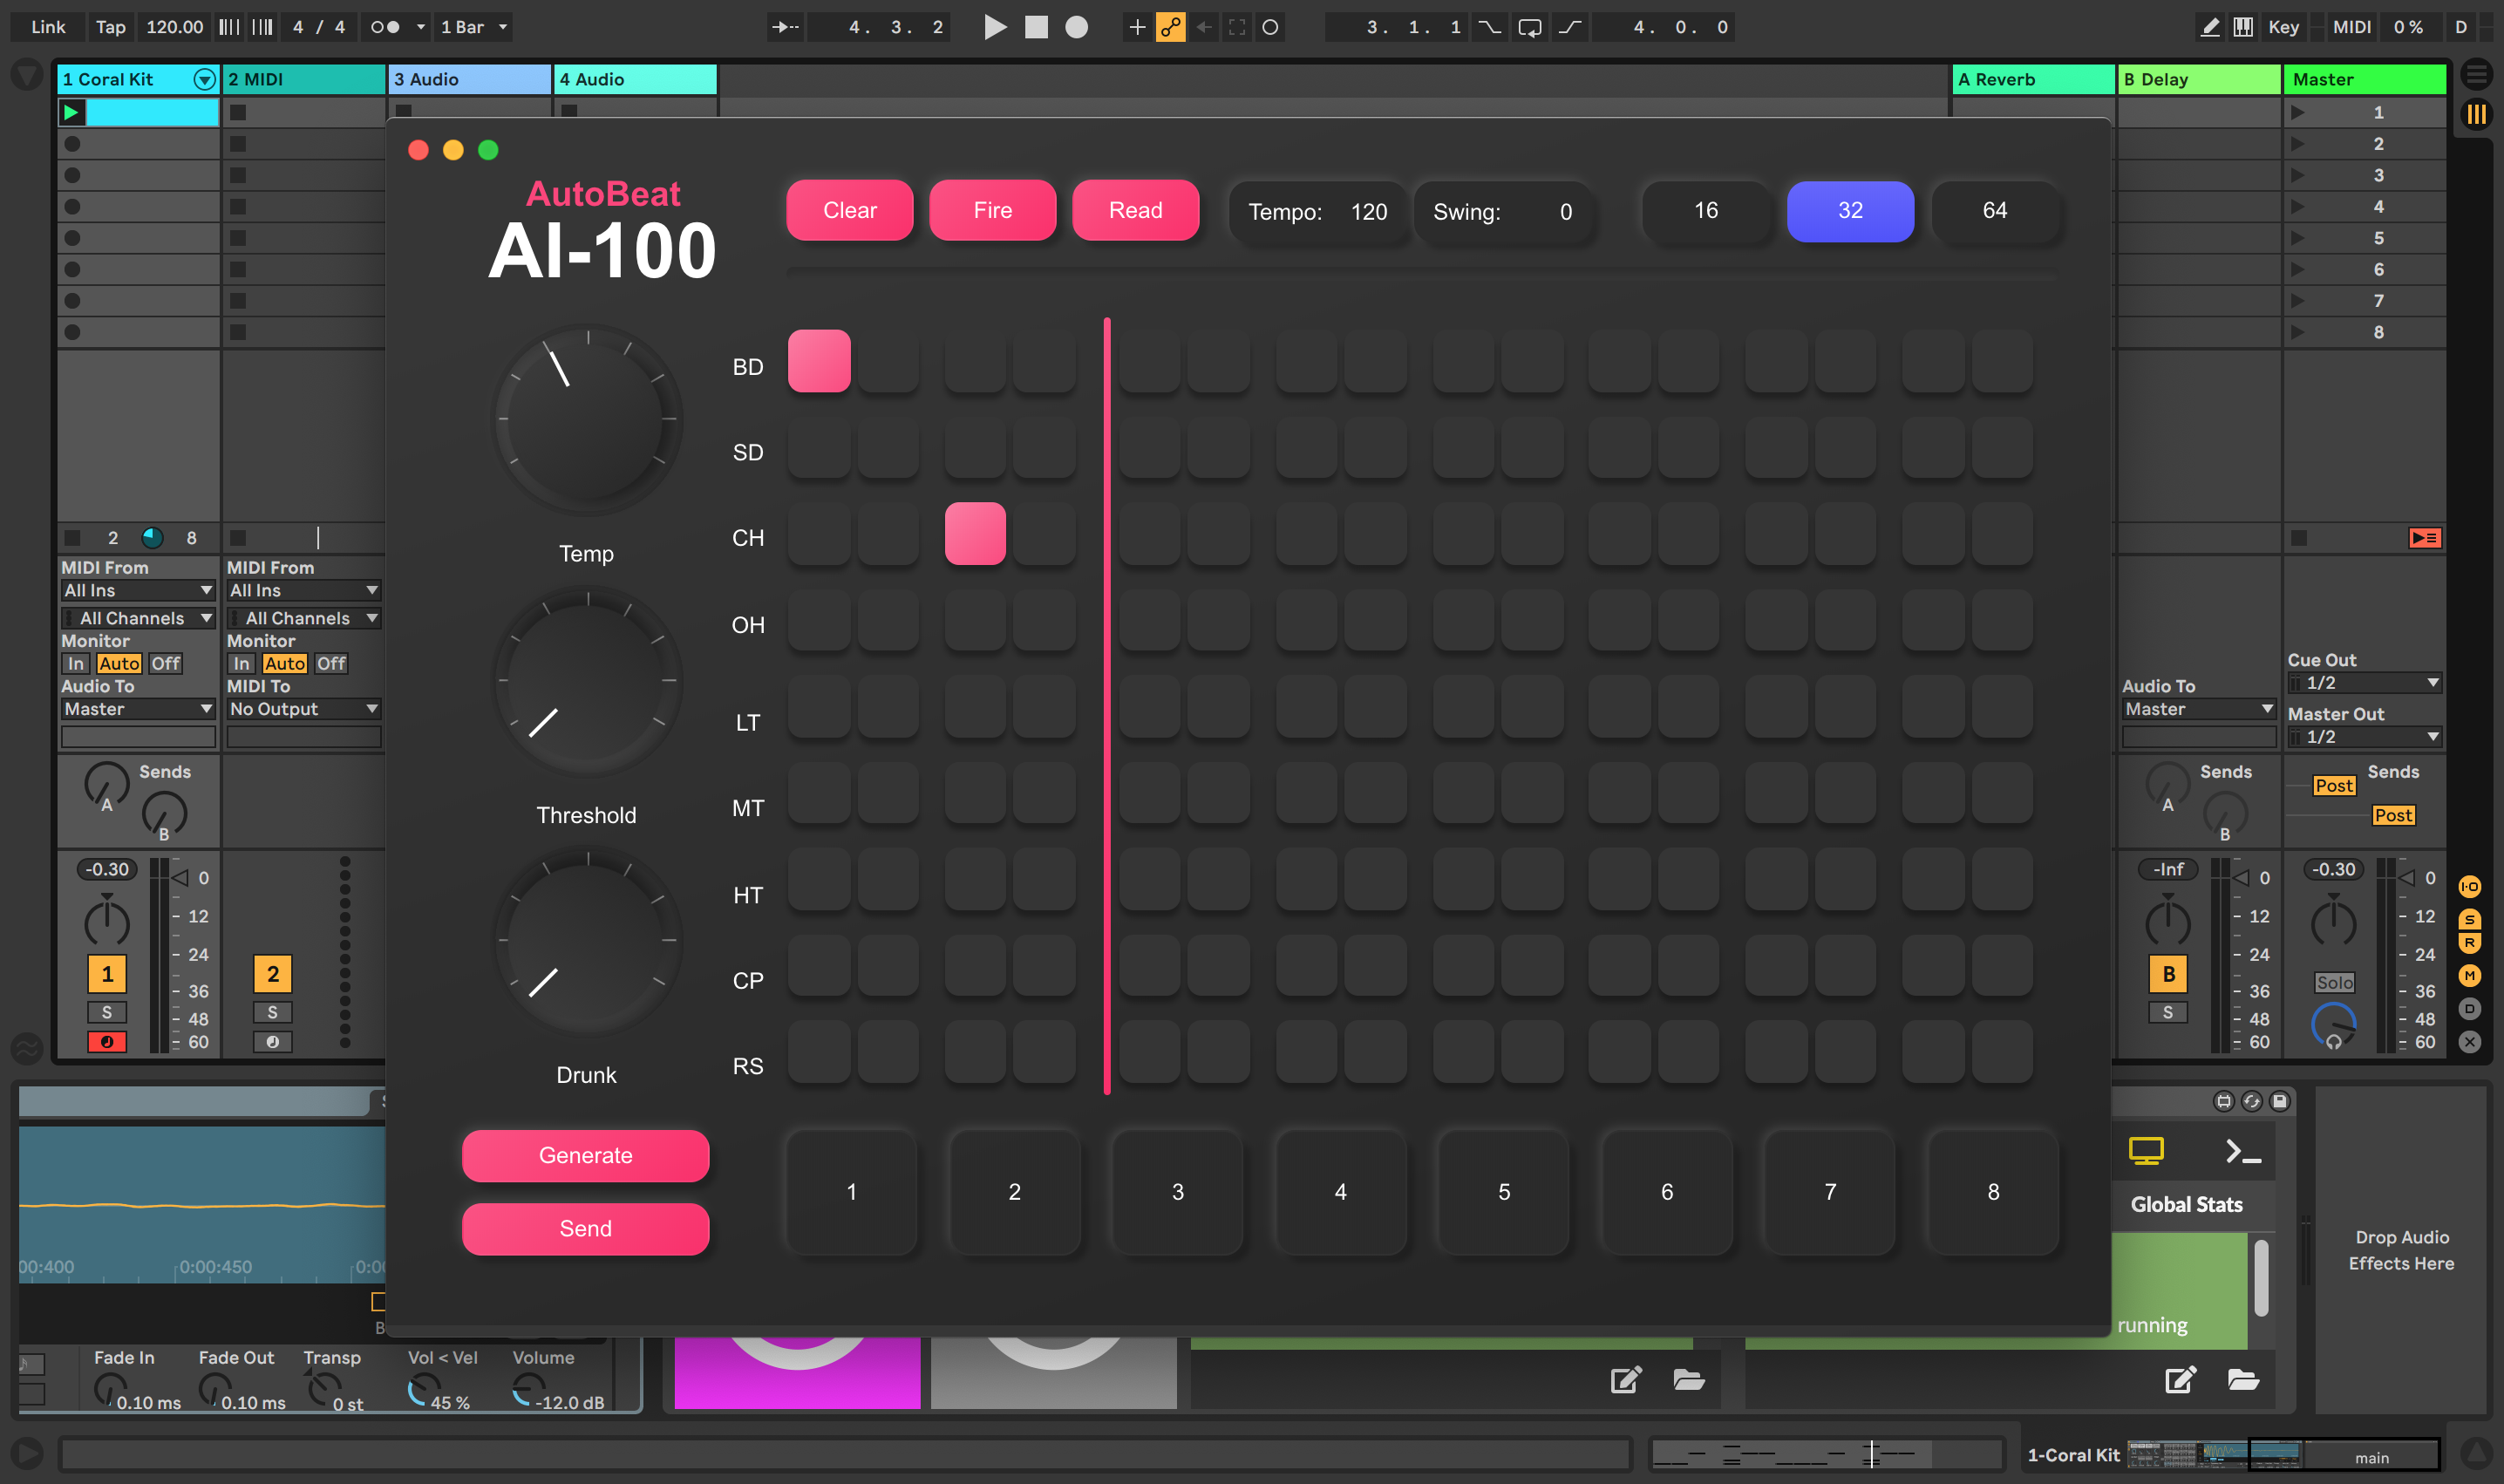 Link Tap 120.00 4 / 4 1 Bar 4. 3. 2 3. 1. 1 4. 0. 0 Key MIDI 0 % D
1 Coral Kit 2 MIDI 3 Audio 4 Audio A Reverb B Delay Master
1
2
3
4
5
6
7
8
AutoBeat
AI-100
Clear Fire Read Tempo: 120 Swing: 0 16 32 64
BD
SD
CH
OH
LT
MT
HT
CP
RS
Temp
Threshold
Drunk
Generate
Send
1 2 3 4 5 6 7 8
2 8
MIDI From
All Ins
All Channels
Monitor
In Auto Off
Audio To
Master
MIDI From
All Ins
All Channels
Monitor
In Auto Off
MIDI To
No Output
Sends
A
B
-0.30
0
12
24
36
48
60
1
S
2
S
Audio To
Master
Cue Out
1/2
Master Out
1/2
Sends
A
B
Sends
Post
Post
-Inf
0
12
24
36
48
60
B
S
-0.30
0
12
24
36
48
60
Solo
I·O
S
R
M
D
X
00:400 0:00:450 0:00
B
Fade In Fade Out Transp Vol < Vel Volume
0.10 ms 0.10 ms 0 st 45 % -12.0 dB
Global Stats
running
Drop Audio
Effects Here
1-Coral Kit
main